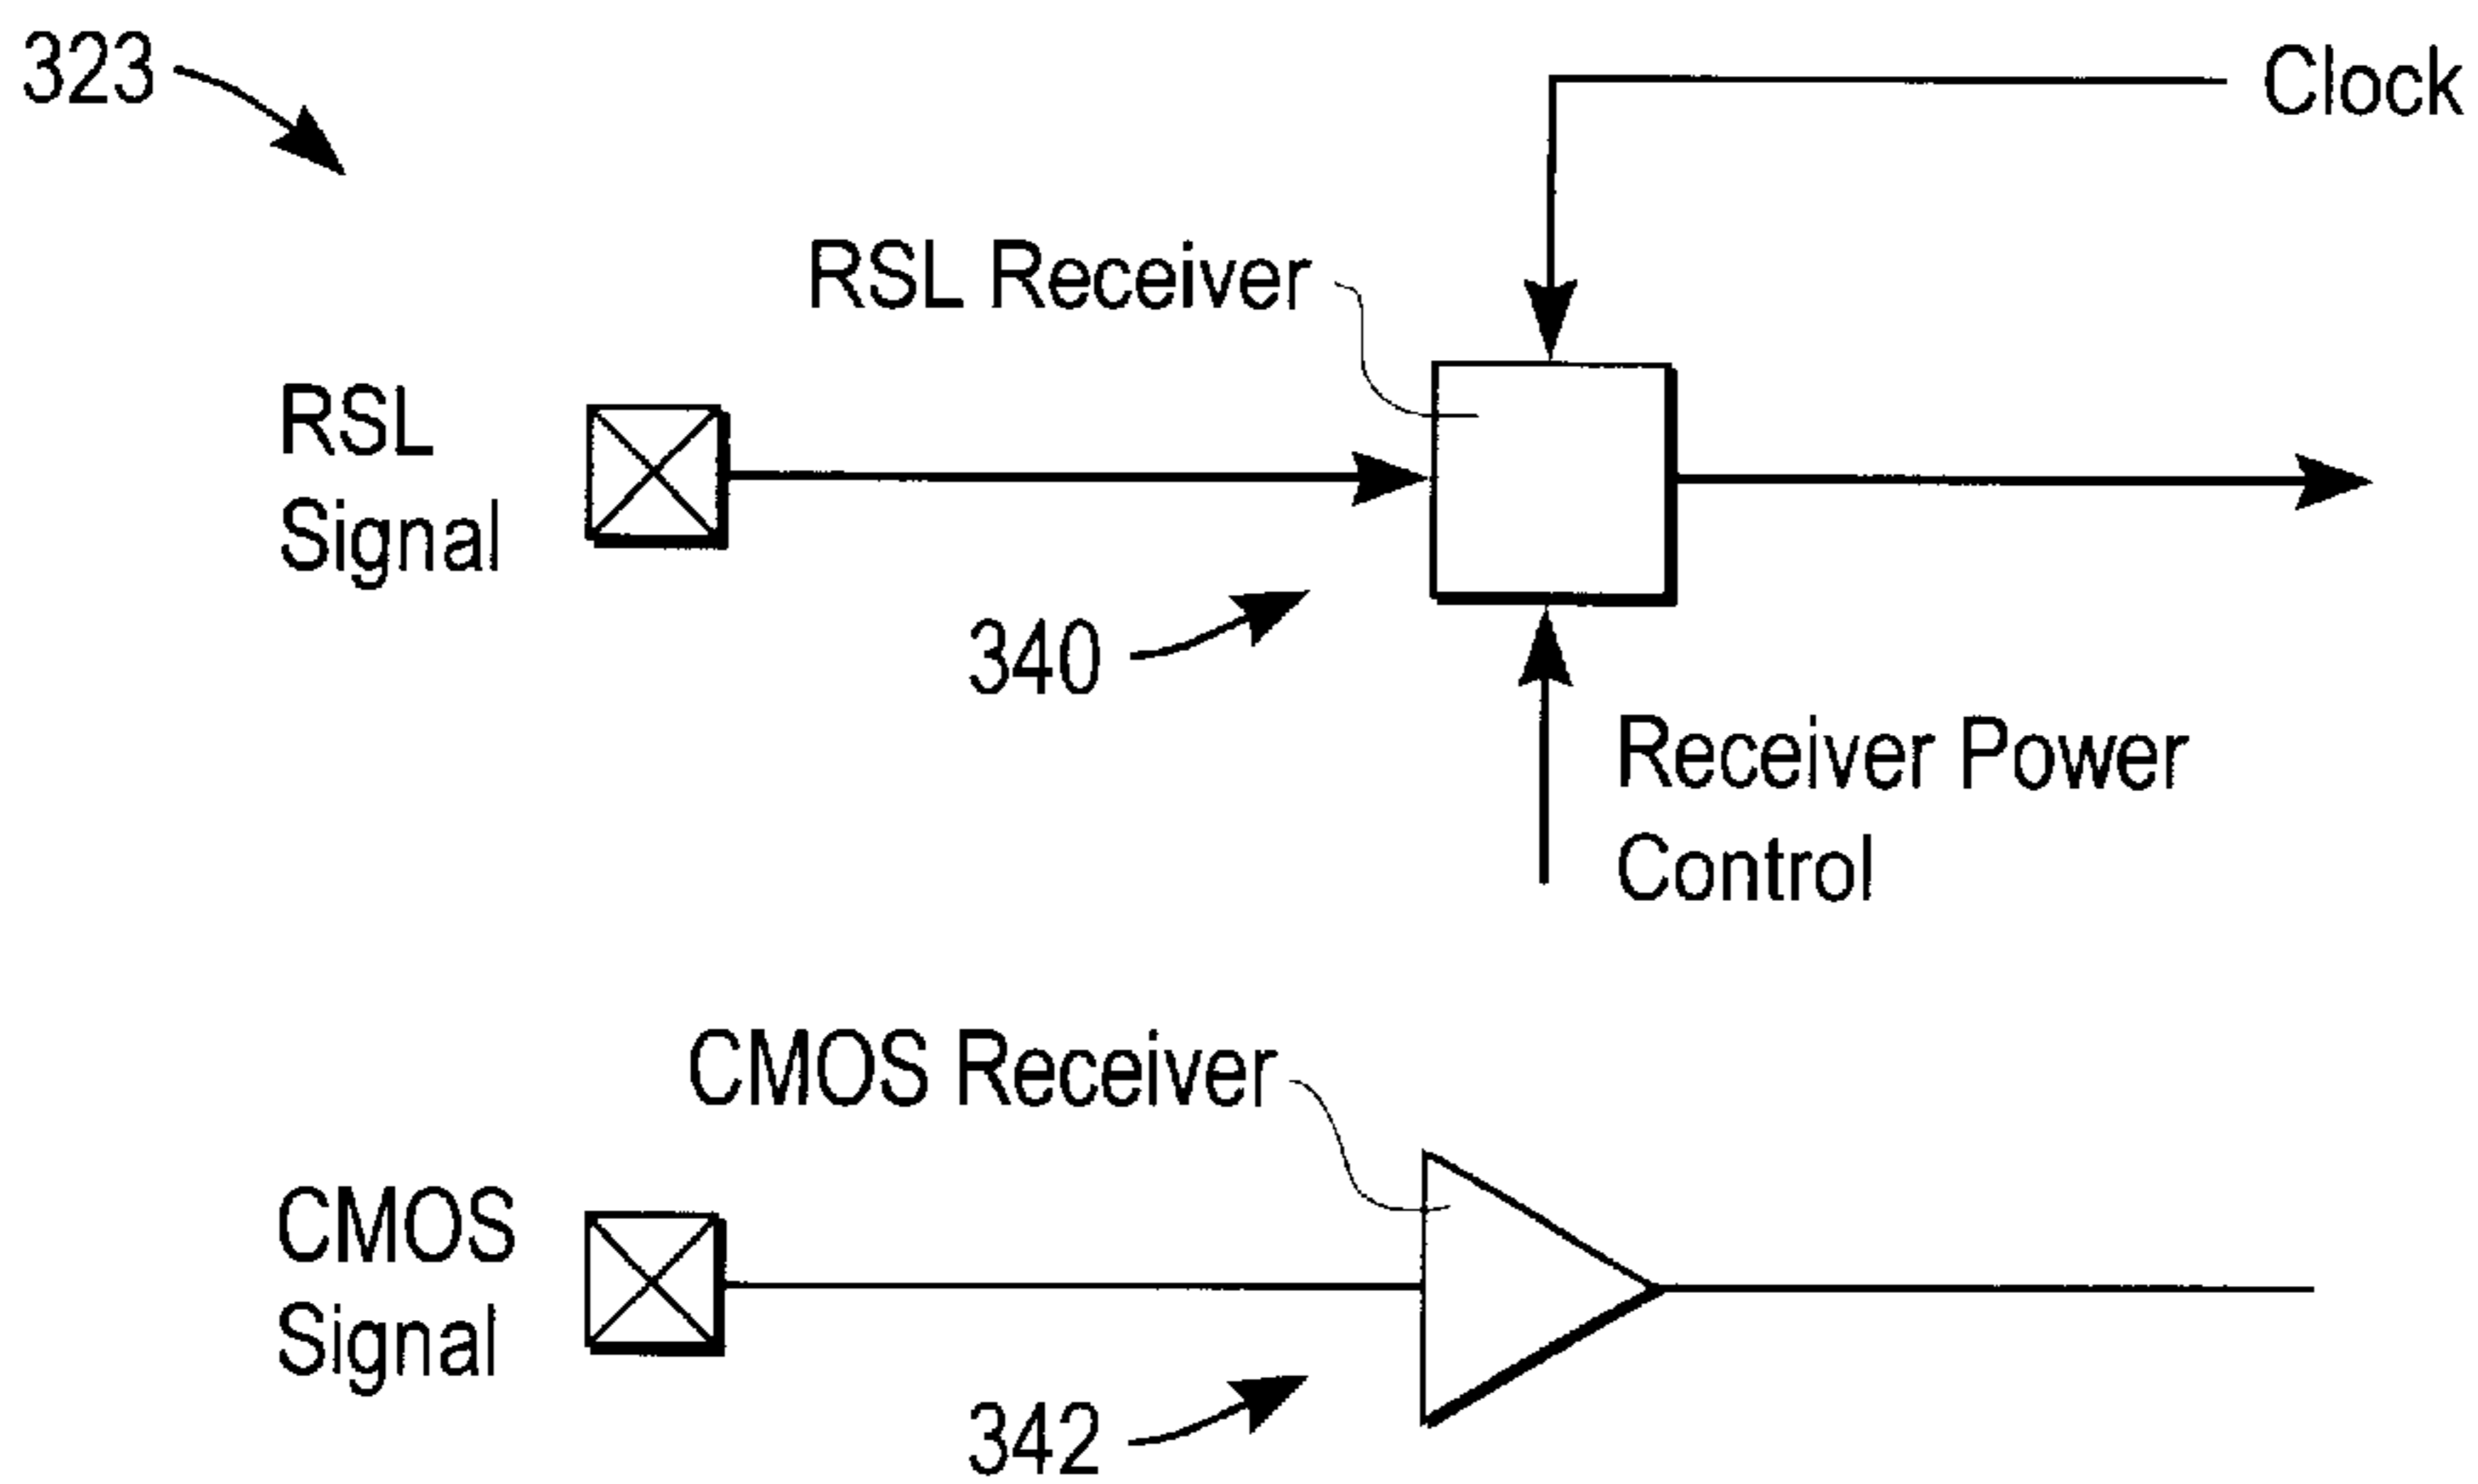 323
Clock
RSL Receiver
RSL
Signal
340
Receiver Power
Control
CMOS Receiver
CMOS
Signal
342